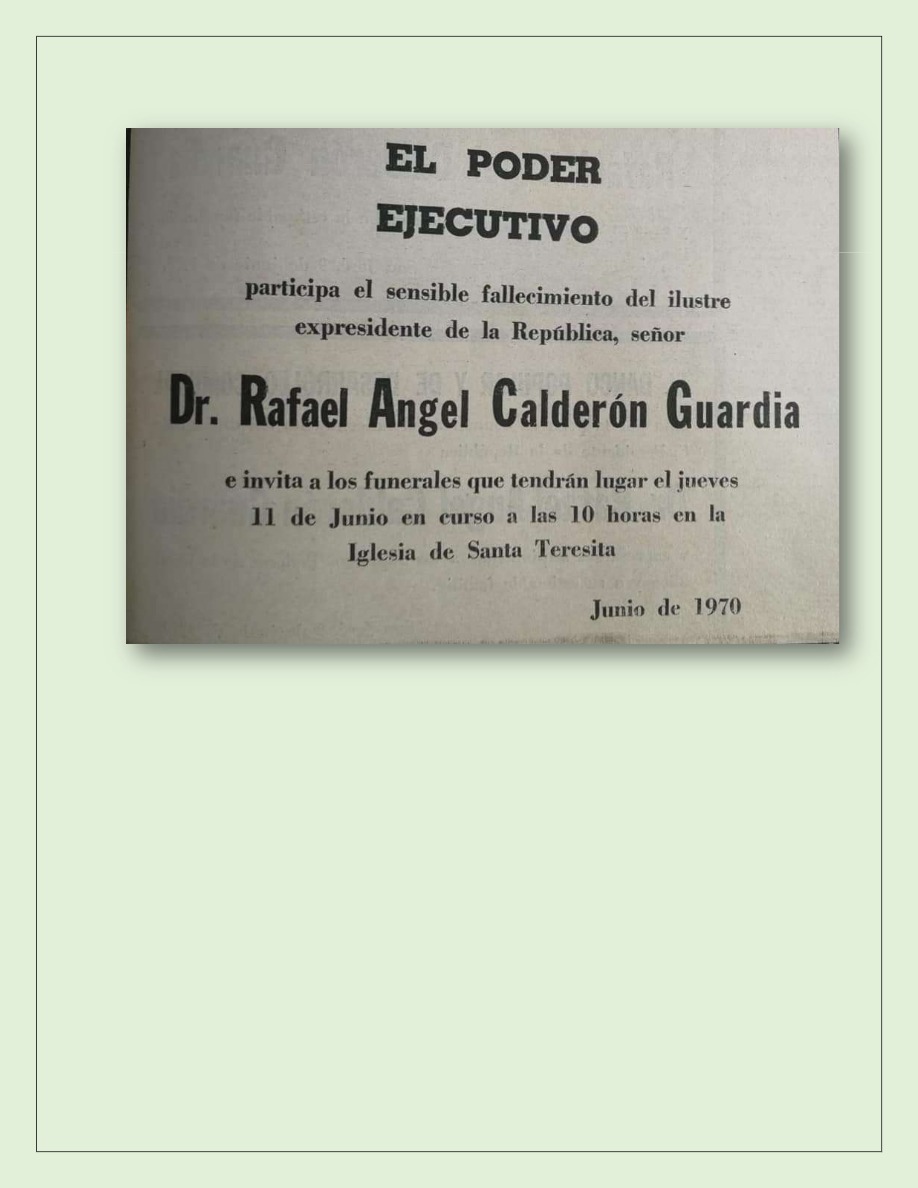 EL PODER
EJECUTIVO
participa el sensible fallecimiento del ilustre
expresidente de la República, señor
Dr. Rafael Angel Calderón Guardia
e invita a los funerales que tendrán lugar el jueves
11 de Junio en curso a las 10 horas en la
Iglesia de Santa Teresita
Junio de 1970